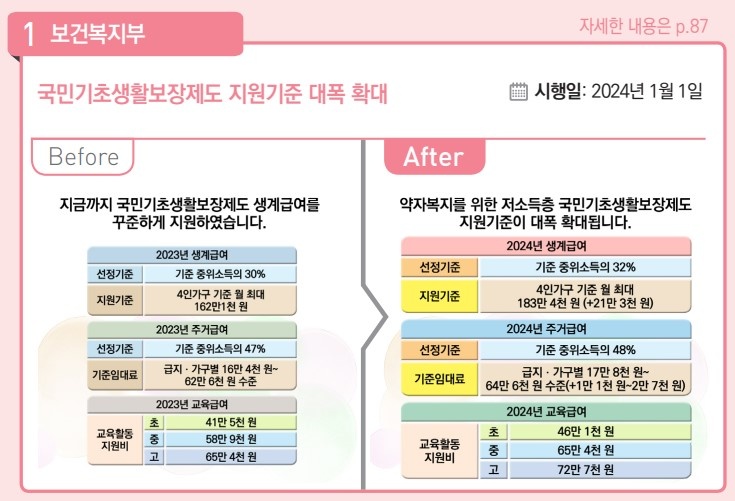 1 보건복지부
자세한 내용은 p.87
국민기초생활보장제도 지원기준 대폭 확대
시행일: 2024년 1월 1일
Before
지금까지 국민기초생활보장제도 생계급여를
꾸준하게 지원하였습니다.
2023년 생계급여
선정기준 기준 중위소득의 30%
지원기준 4인가구 기준 월 최대
162만1천 원
2023년 주거급여
선정기준 기준 중위소득의 47%
기준임대료 급지 · 가구별 16만 4천 원~
62만 6천 원 수준
2023년 교육급여
교육활동
지원비
초 41만 5천 원
중 58만 9천 원
고 65만 4천 원
After
약자복지를 위한 저소득층 국민기초생활보장제도
지원기준이 대폭 확대됩니다.
2024년 생계급여
선정기준 기준 중위소득의 32%
지원기준 4인가구 기준 월 최대
183만 4천 원 (+21만 3천 원)
2024년 주거급여
선정기준 기준 중위소득의 48%
기준임대료 급지 · 가구별 17만 8천 원~
64만 6천 원 수준(+1만 1천 원~2만 7천 원)
2024년 교육급여
교육활동
지원비
초 46만 1천 원
중 65만 4천 원
고 72만 7천 원